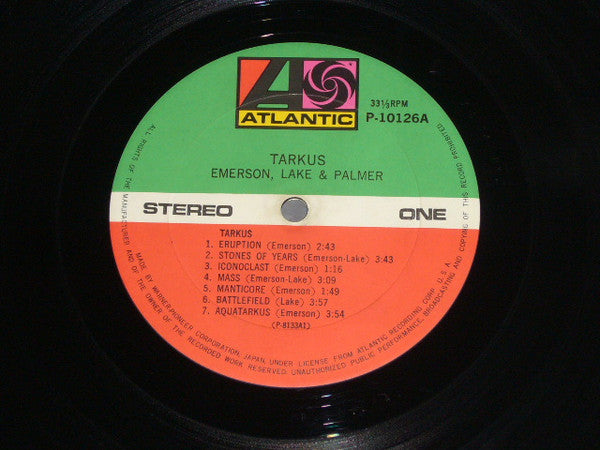 ATLANTIC
33⅓RPM
P-10126A
TARKUS
EMERSON, LAKE & PALMER
STEREO
ONE
TARKUS
1. ERUPTION (Emerson) 2:43
2. STONES OF YEARS (Emerson-Lake) 3:43
3. ICONOCLAST (Emerson) 1:16
4. MASS (Emerson-Lake) 3:09
5. MANTICORE (Emerson) 1:49
6. BATTLEFIELD (Lake) 3:57
7. AQUATARKUS (Emerson) 3:54
(P-8133A1)
MADE BY WARNER-PIONEER CORPORATION, JAPAN, UNDER LICENSE FROM ATLANTIC RECORDING CORP. U.S.A.
ALL RIGHTS OF THE MANUFACTURER AND OF THE OWNER OF THE RECORDED WORK RESERVED. UNAUTHORIZED PUBLIC PERFORMANCE, BROADCASTING AND COPYING OF THIS RECORD PROHIBITED.